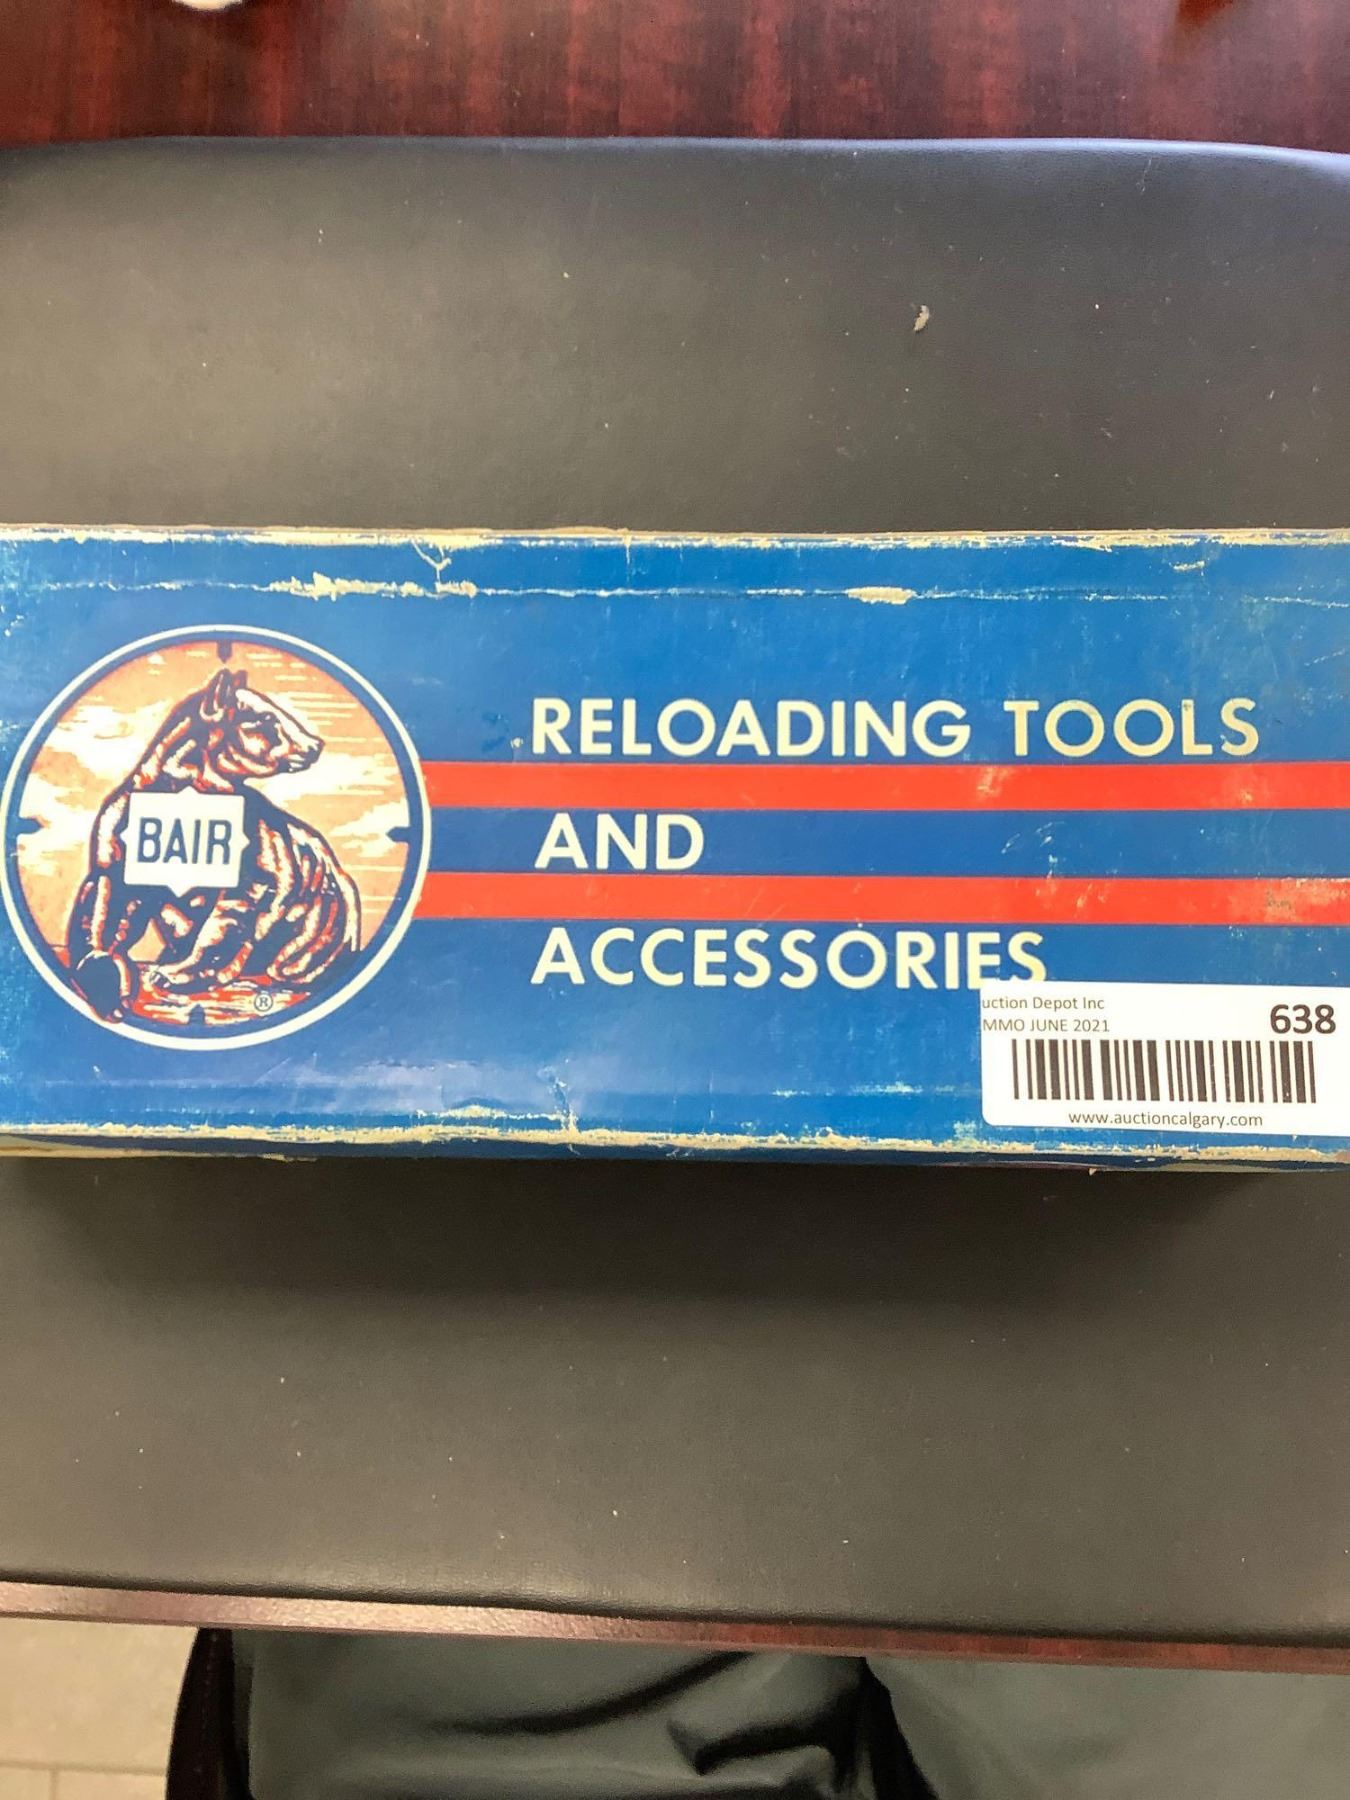 BAIR
®
RELOADING TOOLS
AND
ACCESSORIES
uction Depot Inc
MMO JUNE 2021
638
www.auctioncalgary.com